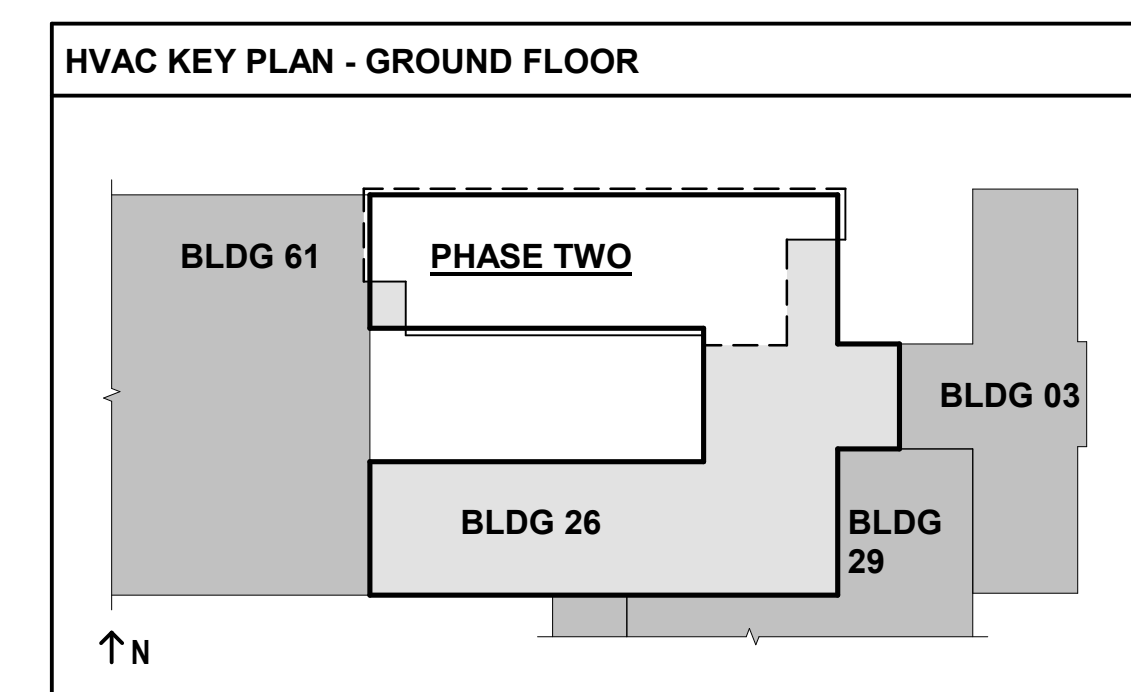 HVAC KEY PLAN - GROUND FLOOR
BLDG 61
PHASE TWO
BLDG 03
BLDG 26
BLDG
29
N